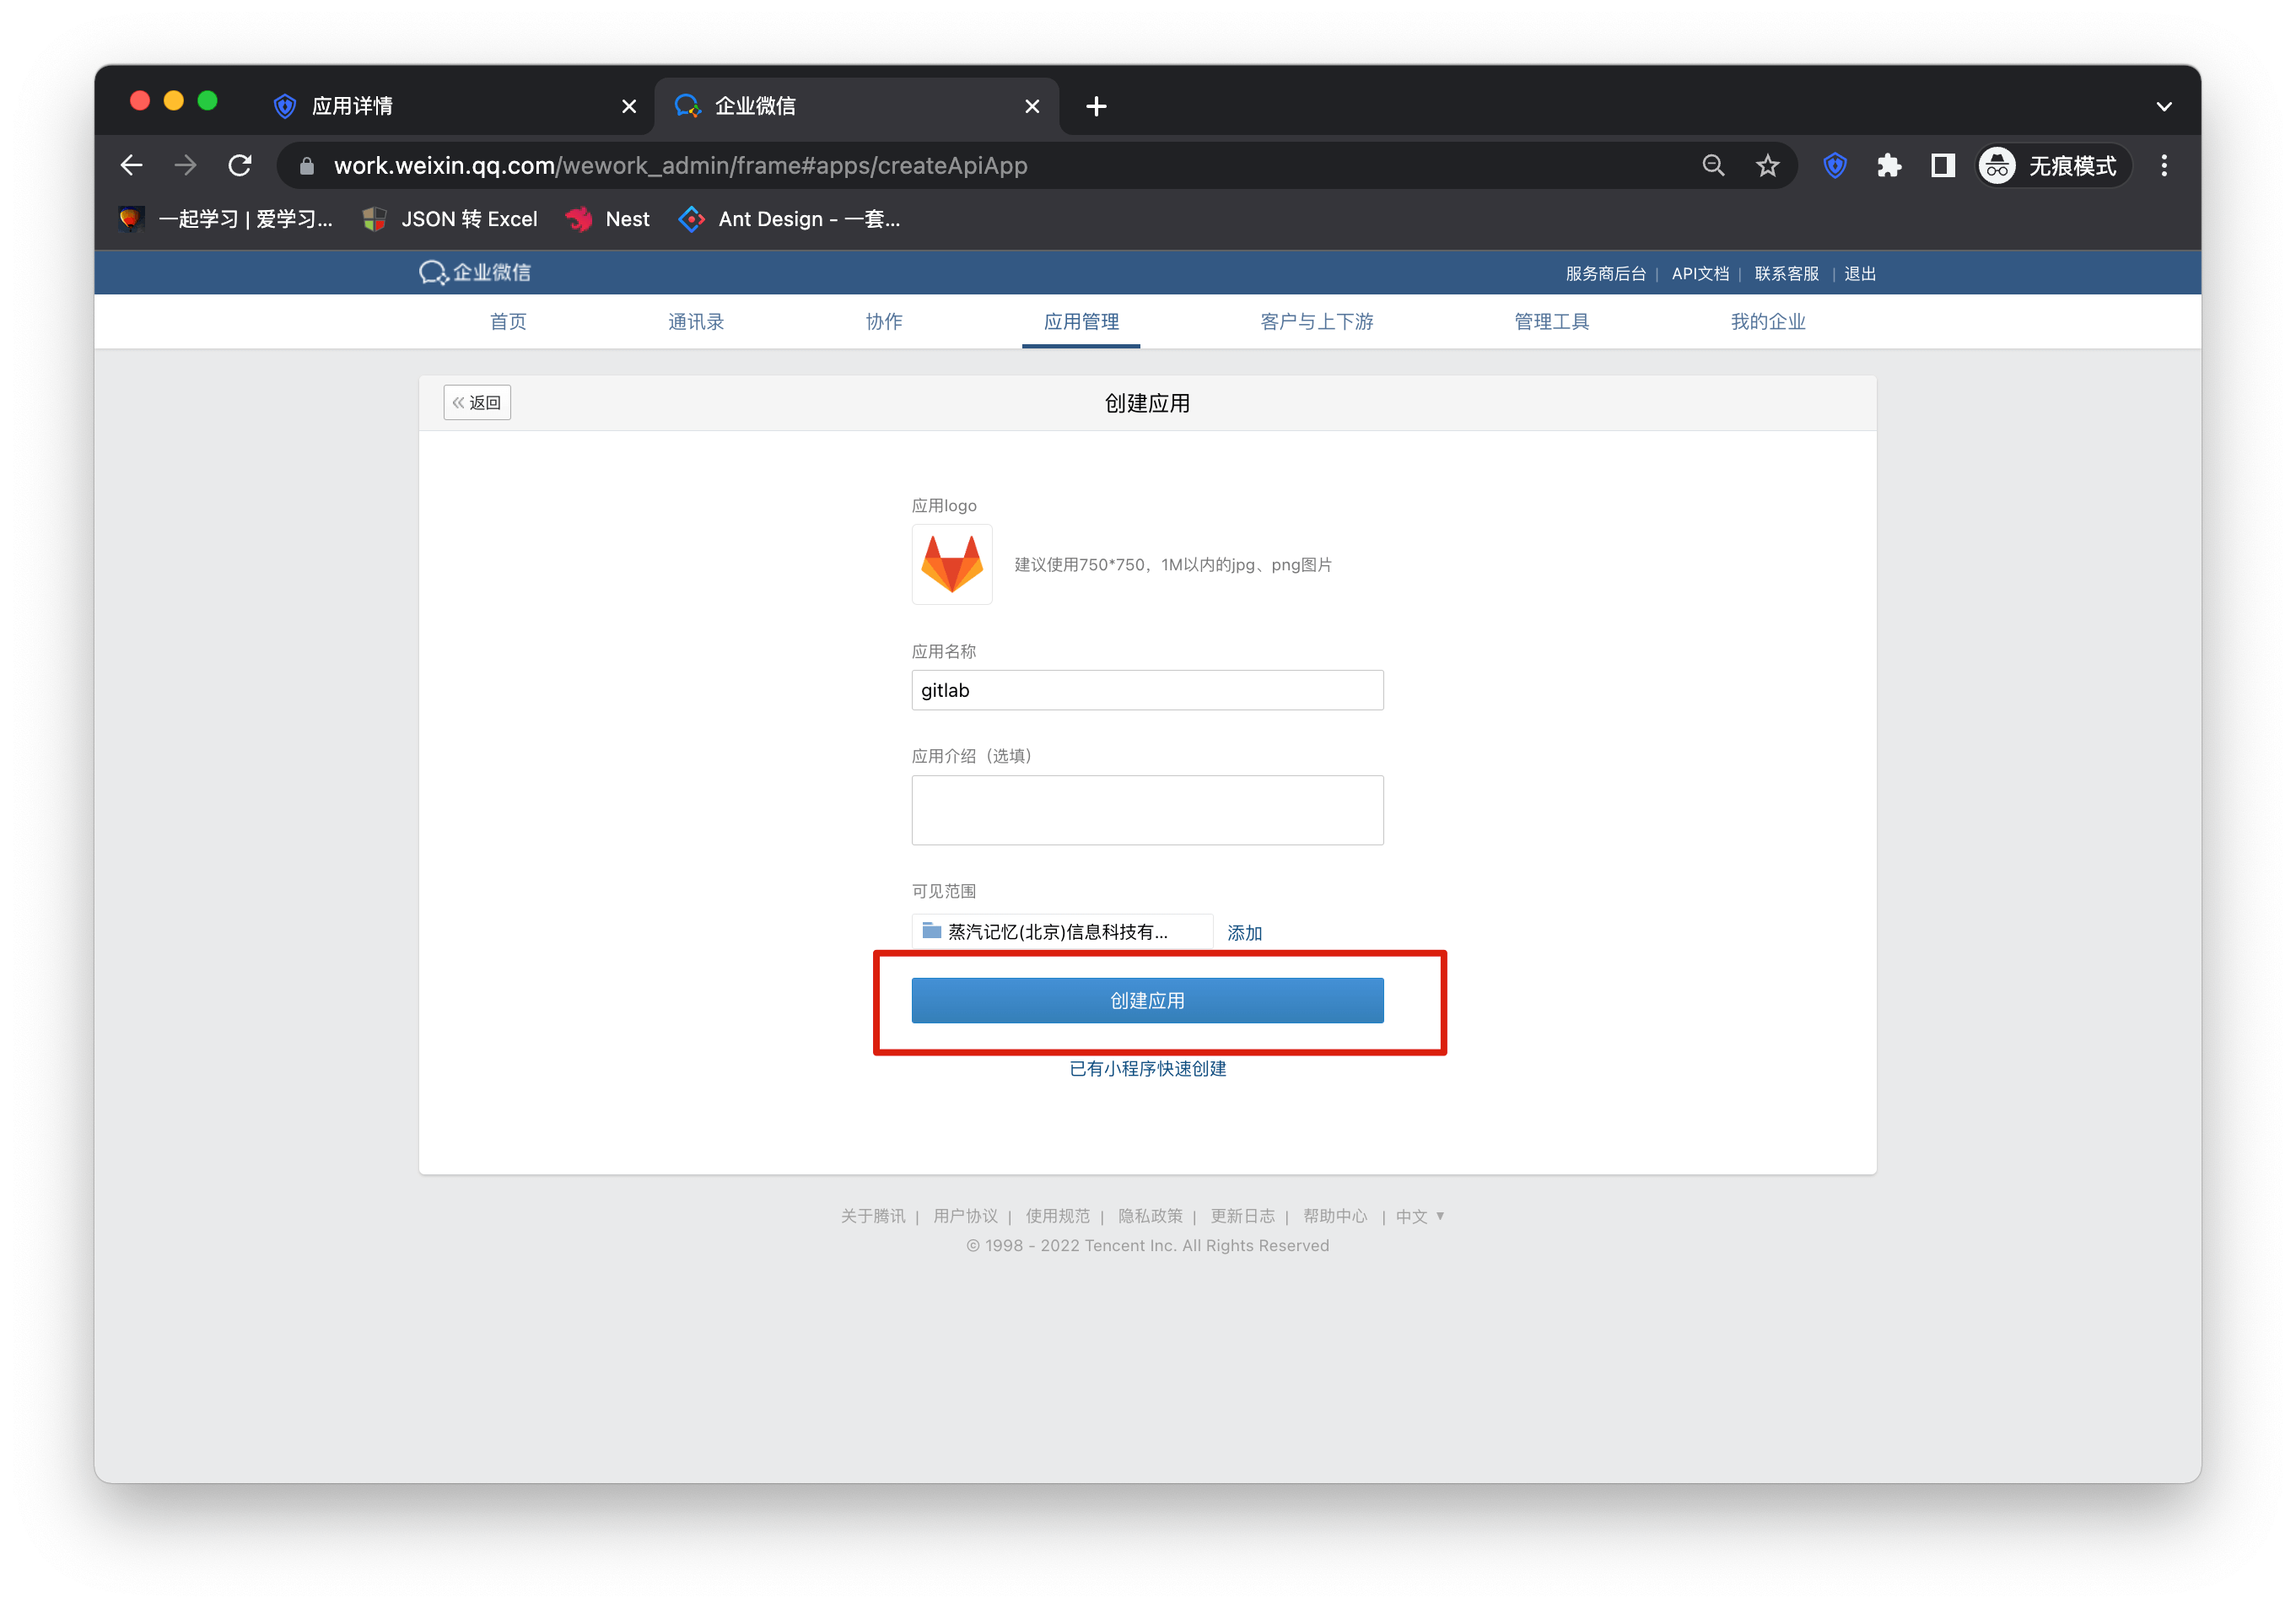 应用详情
企业微信
work.weixin.qq.com/wework_admin/frame#apps/createApiApp
无痕模式
一起学习 | 爱学习...
JSON 转 Excel
Nest
Ant Design - 一套...
企业微信
服务商后台 | API文档 | 联系客服 | 退出
首页 通讯录 协作 应用管理 客户与上下游 管理工具 我的企业
« 返回
创建应用
应用logo
建议使用750*750，1M以内的jpg、png图片
应用名称
gitlab
应用介绍（选填）
可见范围
蒸汽记忆(北京)信息科技有... 添加
创建应用
已有小程序快速创建
关于腾讯 | 用户协议 | 使用规范 | 隐私政策 | 更新日志 | 帮助中心 | 中文 ▼
© 1998 - 2022 Tencent Inc. All Rights Reserved